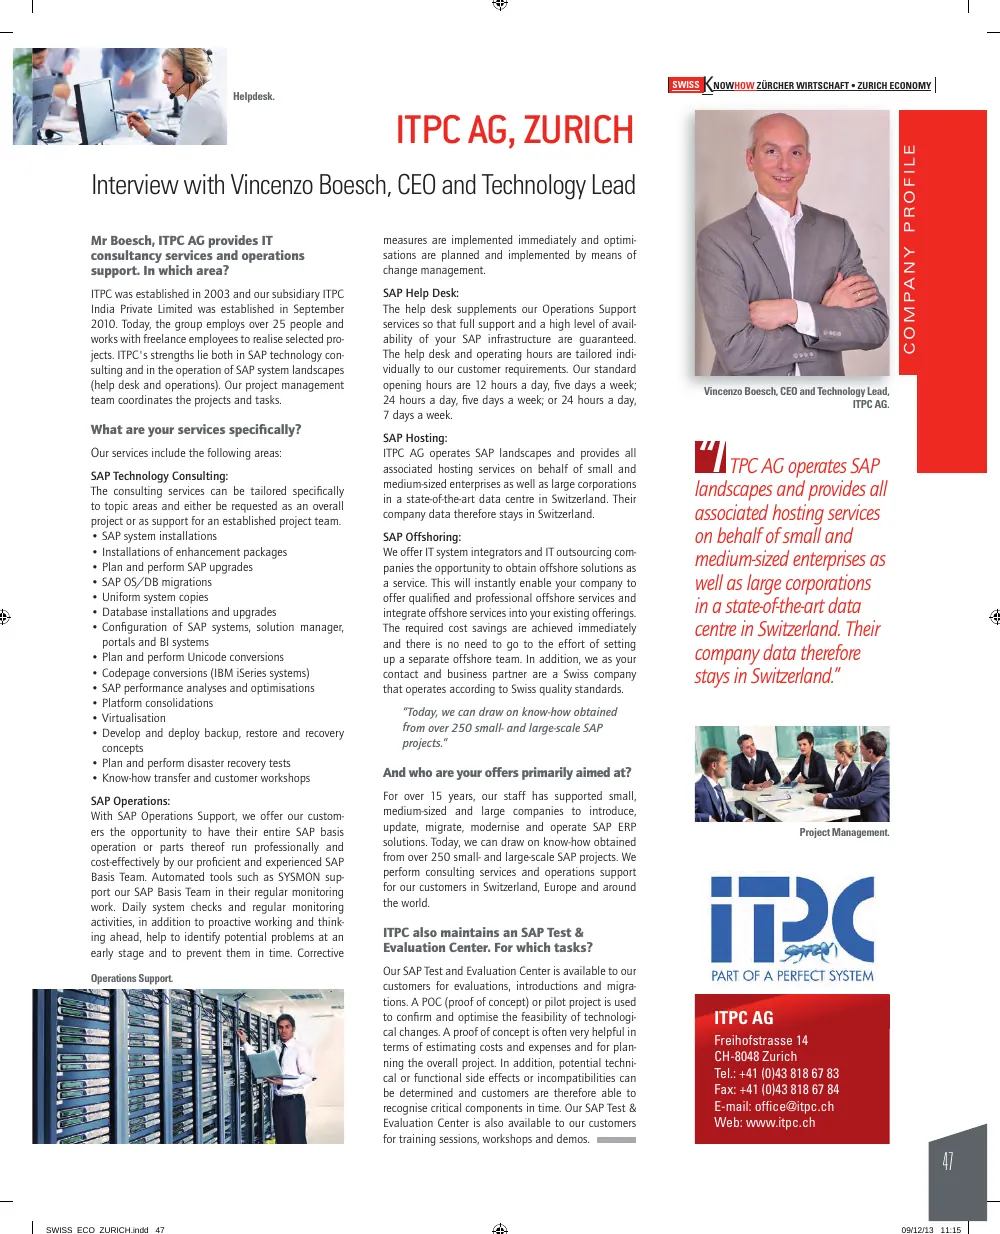 Helpdesk.
SWISS KNOWHOW ZÜRCHER WIRTSCHAFT • ZURICH ECONOMY
ITPC AG, ZURICH
Interview with Vincenzo Boesch, CEO and Technology Lead
Mr Boesch, ITPC AG provides IT
consultancy services and operations
support. In which area?
ITPC was established in 2003 and our subsidiary ITPC
India Private Limited was established in September
2010. Today, the group employs over 25 people and
works with freelance employees to realise selected pro-
jects. ITPC's strengths lie both in SAP technology con-
sulting and in the operation of SAP system landscapes
(help desk and operations). Our project management
team coordinates the projects and tasks.
What are your services specifically?
Our services include the following areas:
SAP Technology Consulting:
The consulting services can be tailored specifically
to topic areas and either be requested as an overall
project or as support for an established project team.
• SAP system installations
• Installations of enhancement packages
• Plan and perform SAP upgrades
• SAP OS/DB migrations
• Uniform system copies
• Database installations and upgrades
• Configuration of SAP systems, solution manager,
portals and BI systems
• Plan and perform Unicode conversions
• Codepage conversions (IBM iSeries systems)
• SAP performance analyses and optimisations
• Platform consolidations
• Virtualisation
• Develop and deploy backup, restore and recovery
concepts
• Plan and perform disaster recovery tests
• Know-how transfer and customer workshops
SAP Operations:
With SAP Operations Support, we offer our custom-
ers the opportunity to have their entire SAP basis
operation or parts thereof run professionally and
cost-effectively by our proficient and experienced SAP
Basis Team. Automated tools such as SYSMON sup-
port our SAP Basis Team in their regular monitoring
work. Daily system checks and regular monitoring
activities, in addition to proactive working and think-
ing ahead, help to identify potential problems at an
early stage and to prevent them in time. Corrective
Operations Support.
measures are implemented immediately and optimi-
sations are planned and implemented by means of
change management.
SAP Help Desk:
The help desk supplements our Operations Support
services so that full support and a high level of avail-
ability of your SAP infrastructure are guaranteed.
The help desk and operating hours are tailored indi-
vidually to our customer requirements. Our standard
opening hours are 12 hours a day, five days a week;
24 hours a day, five days a week; or 24 hours a day,
7 days a week.
SAP Hosting:
ITPC AG operates SAP landscapes and provides all
associated hosting services on behalf of small and
medium-sized enterprises as well as large corporations
in a state-of-the-art data centre in Switzerland. Their
company data therefore stays in Switzerland.
SAP Offshoring:
We offer IT system integrators and IT outsourcing com-
panies the opportunity to obtain offshore solutions as
a service. This will instantly enable your company to
offer qualified and professional offshore services and
integrate offshore services into your existing offerings.
The required cost savings are achieved immediately
and there is no need to go to the effort of setting
up a separate offshore team. In addition, we as your
contact and business partner are a Swiss company
that operates according to Swiss quality standards.
"Today, we can draw on know-how obtained
from over 250 small- and large-scale SAP
projects."
And who are your offers primarily aimed at?
For over 15 years, our staff has supported small,
medium-sized and large companies to introduce,
update, migrate, modernise and operate SAP ERP
solutions. Today, we can draw on know-how obtained
from over 250 small- and large-scale SAP projects. We
perform consulting services and operations support
for our customers in Switzerland, Europe and around
the world.
ITPC also maintains an SAP Test &
Evaluation Center. For which tasks?
Our SAP Test and Evaluation Center is available to our
customers for evaluations, introductions and migra-
tions. A POC (proof of concept) or pilot project is used
to confirm and optimise the feasibility of technologi-
cal changes. A proof of concept is often very helpful in
terms of estimating costs and expenses and for plan-
ning the overall project. In addition, potential techni-
cal or functional side effects or incompatibilities can
be determined and customers are therefore able to
recognise critical components in time. Our SAP Test &
Evaluation Center is also available to our customers
for training sessions, workshops and demos.
COMPANY PROFILE
Vincenzo Boesch, CEO and Technology Lead,
ITPC AG.
"ITPC AG operates SAP
landscapes and provides all
associated hosting services
on behalf of small and
medium-sized enterprises as
well as large corporations
in a state-of-the-art data
centre in Switzerland. Their
company data therefore
stays in Switzerland."
Project Management.
iTPC
PART OF A PERFECT SYSTEM
ITPC AG
Freihofstrasse 14
CH-8048 Zurich
Tel.: +41 (0)43 818 67 83
Fax: +41 (0)43 818 67 84
E-mail: office@itpc.ch
Web: www.itpc.ch
47
SWISS_ECO_ZURICH.indd 47
09/12/13 11:15